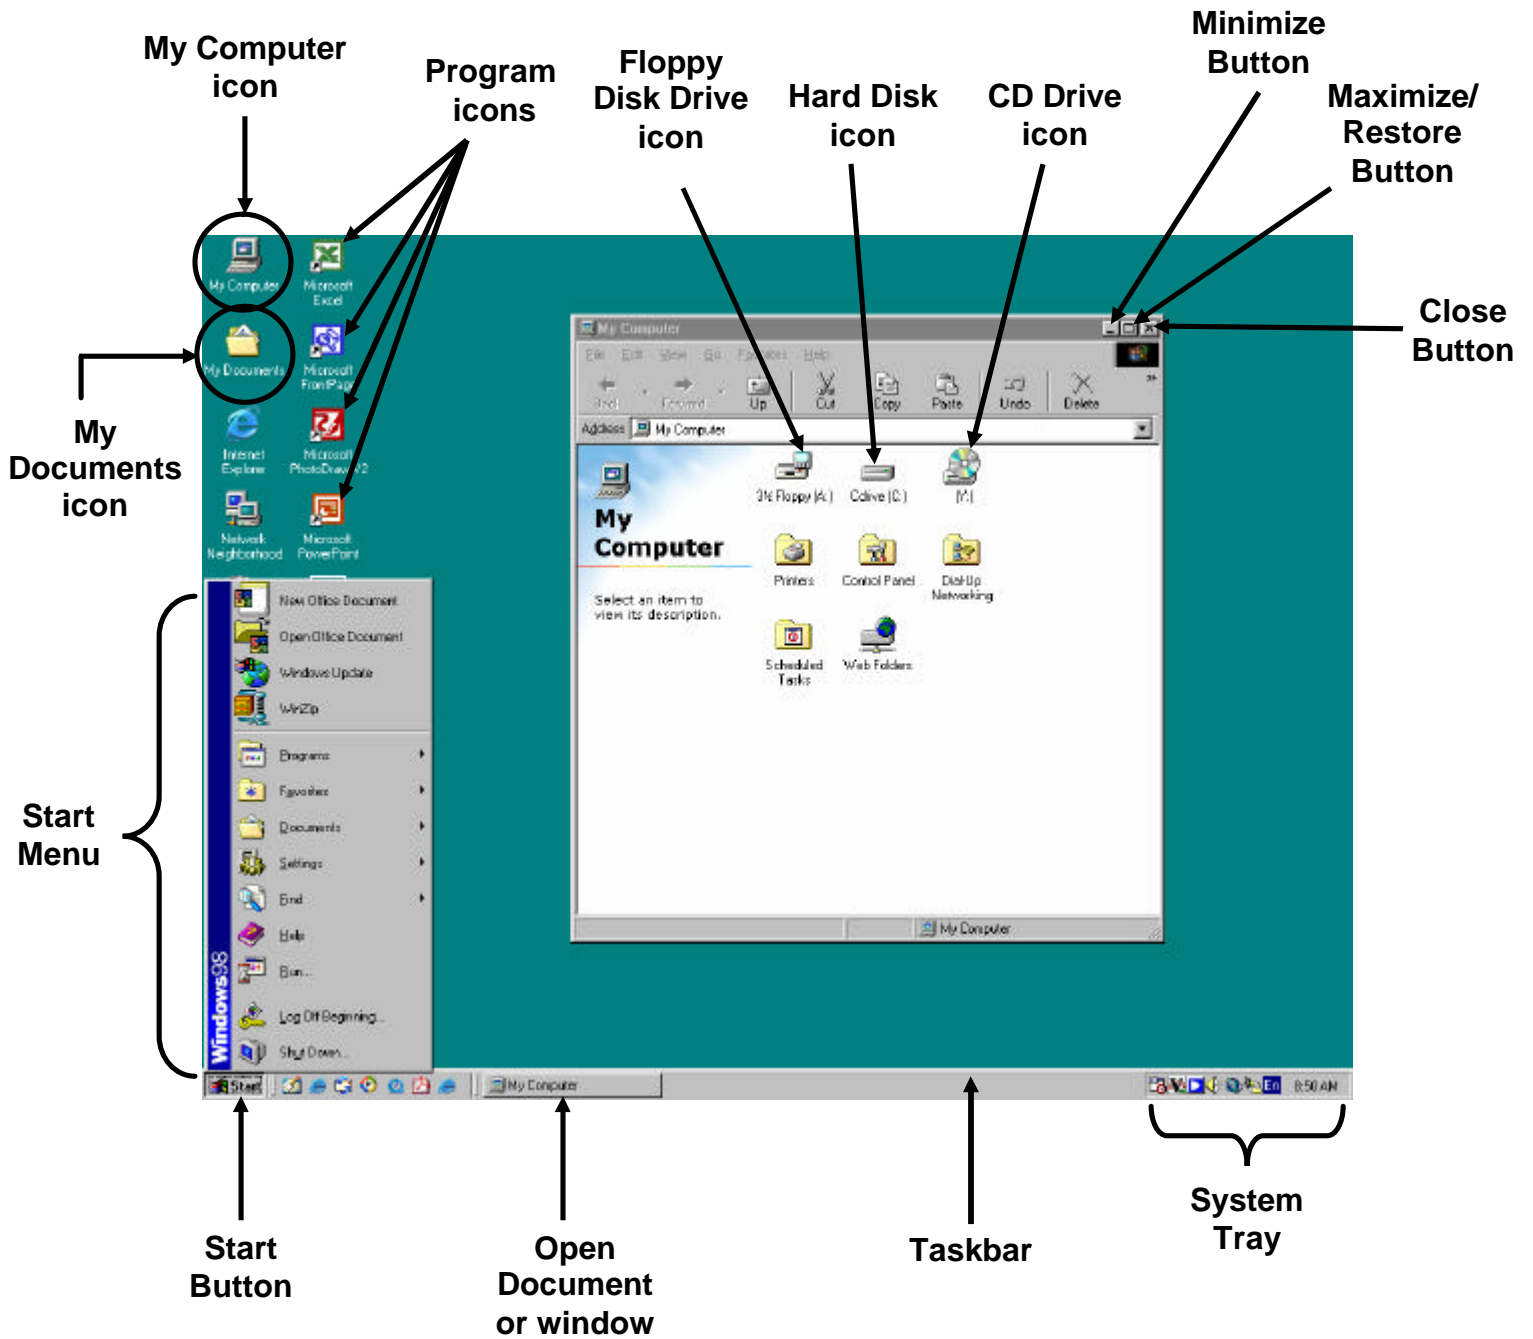 My Computer
icon
Program
icons
Floppy
Disk Drive
icon
Hard Disk
icon
CD Drive
icon
Minimize
Button
Maximize/
Restore
Button
Close
Button
My
Documents
icon
My Computer
Microsoft
Excel
My Documents
Microsoft
FrontPage
Internet
Explorer
Microsoft
PhotoDraw V2
Network
Neighborhood
Microsoft
PowerPoint
My Computer
File Edit View Go Favorites Help
Back Forward Up Cut Copy Paste Undo Delete »
Address My Computer
My
Computer
Select an item to
view its description.
3½ Floppy (A:)
Cdrive (C:)
Printers
Control Panel
Dial-Up
Networking
Scheduled
Tasks
Web Folders
My Computer
Start
Menu
New Office Document
Open Office Document
Windows Update
WinZip
Programs
Favorites
Documents
Settings
Find
Help
Run...
Log Off Beginning...
Shut Down...
Windows98
Start
My Computer
En 8:50 AM
Start
Button
Open
Document
or window
Taskbar
System
Tray